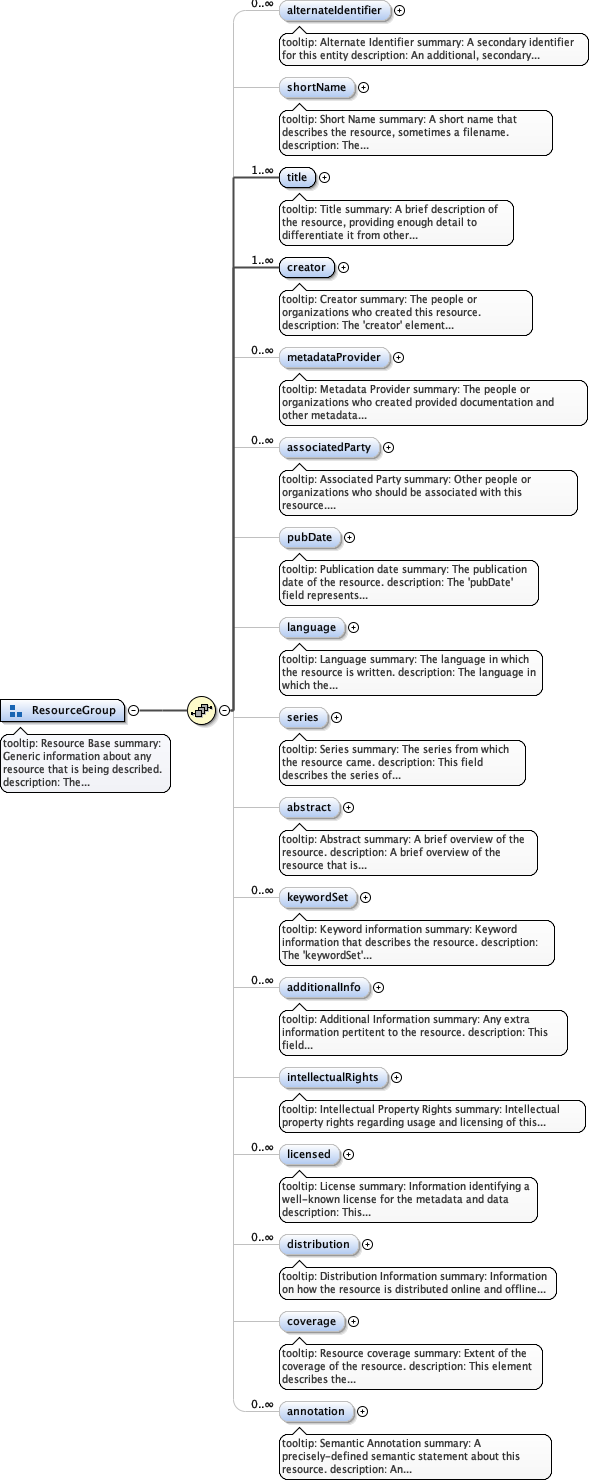 0..∞
alternateIdentifier
tooltip: Alternate Identifier summary: A secondary identifier
for this entity description: An additional, secondary...
shortName
tooltip: Short Name summary: A short name that
describes the resource, sometimes a filename.
description: The...
1..∞
title
tooltip: Title summary: A brief description of
the resource, providing enough detail to
differentiate it from other...
1..∞
creator
tooltip: Creator summary: The people or
organizations who created this resource.
description: The 'creator' element...
0..∞
metadataProvider
tooltip: Metadata Provider summary: The people or
organizations who created provided documentation and
other metadata...
0..∞
associatedParty
tooltip: Associated Party summary: Other people or
organizations who should be associated with this
resource....
pubDate
tooltip: Publication date summary: The publication
date of the resource. description: The 'pubDate'
field represents...
language
tooltip: Language summary: The language in which
the resource is written. description: The language in
which the...
ResourceGroup
tooltip: Resource Base summary:
Generic information about any
resource that is being described.
description: The...
series
tooltip: Series summary: The series from which
the resource came. description: This field
describes the series of...
abstract
tooltip: Abstract summary: A brief overview of the
resource. description: A brief overview of the
resource that is...
0..∞
keywordSet
tooltip: Keyword information summary: Keyword
information that describes the resource. description:
The 'keywordSet'...
0..∞
additionalInfo
tooltip: Additional Information summary: Any extra
information pertitent to the resource. description: This
field...
intellectualRights
tooltip: Intellectual Property Rights summary: Intellectual
property rights regarding usage and licensing of this...
0..∞
licensed
tooltip: License summary: Information identifying a
well-known license for the metadata and data
description: This...
0..∞
distribution
tooltip: Distribution Information summary: Information
on how the resource is distributed online and offline...
coverage
tooltip: Resource coverage summary: Extent of the
coverage of the resource. description: This element
describes the...
0..∞
annotation
tooltip: Semantic Annotation summary: A
precisely-defined semantic statement about this
resource. description: An...